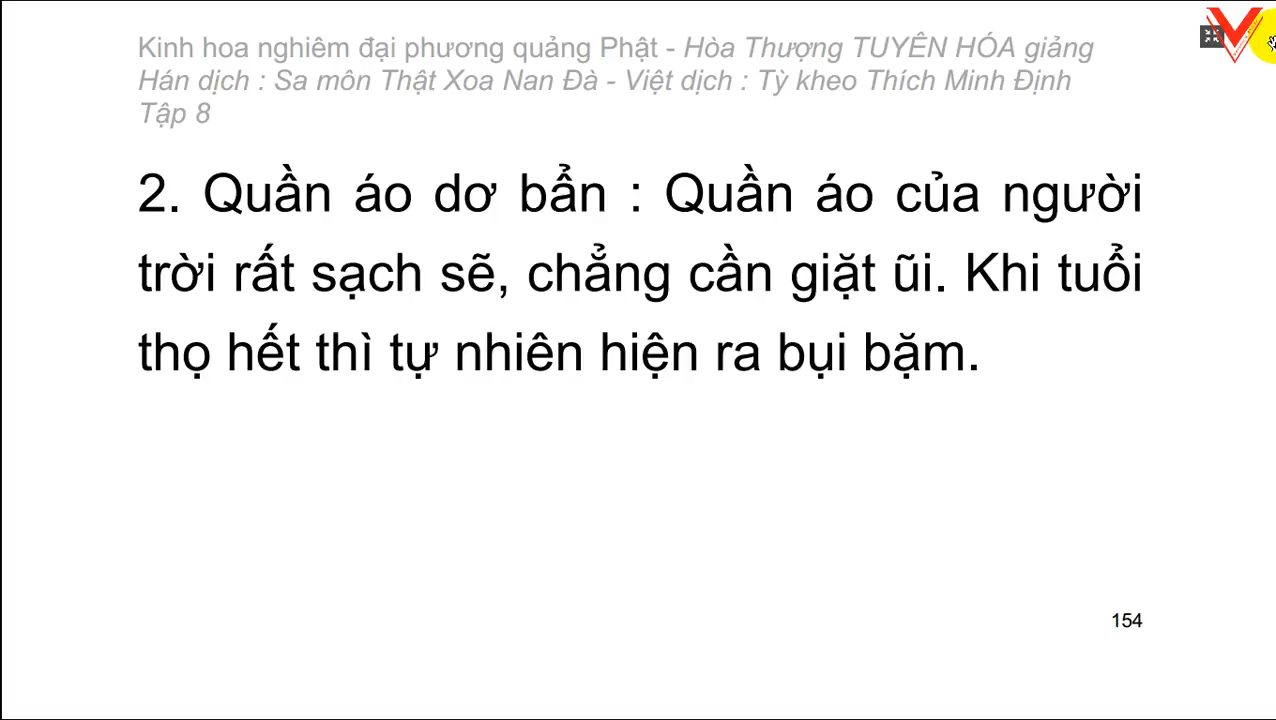 Kinh hoa nghiêm đại phương quảng Phật - Hòa Thượng TUYÊN HÓA giảng
Hán dịch : Sa môn Thật Xoa Nan Đà - Việt dịch : Tỳ kheo Thích Minh Định
Tập 8
2. Quần áo dơ bẩn : Quần áo của người
trời rất sạch sẽ, chẳng cần giặt ũi. Khi tuổi
thọ hết thì tự nhiên hiện ra bụi bặm.
154